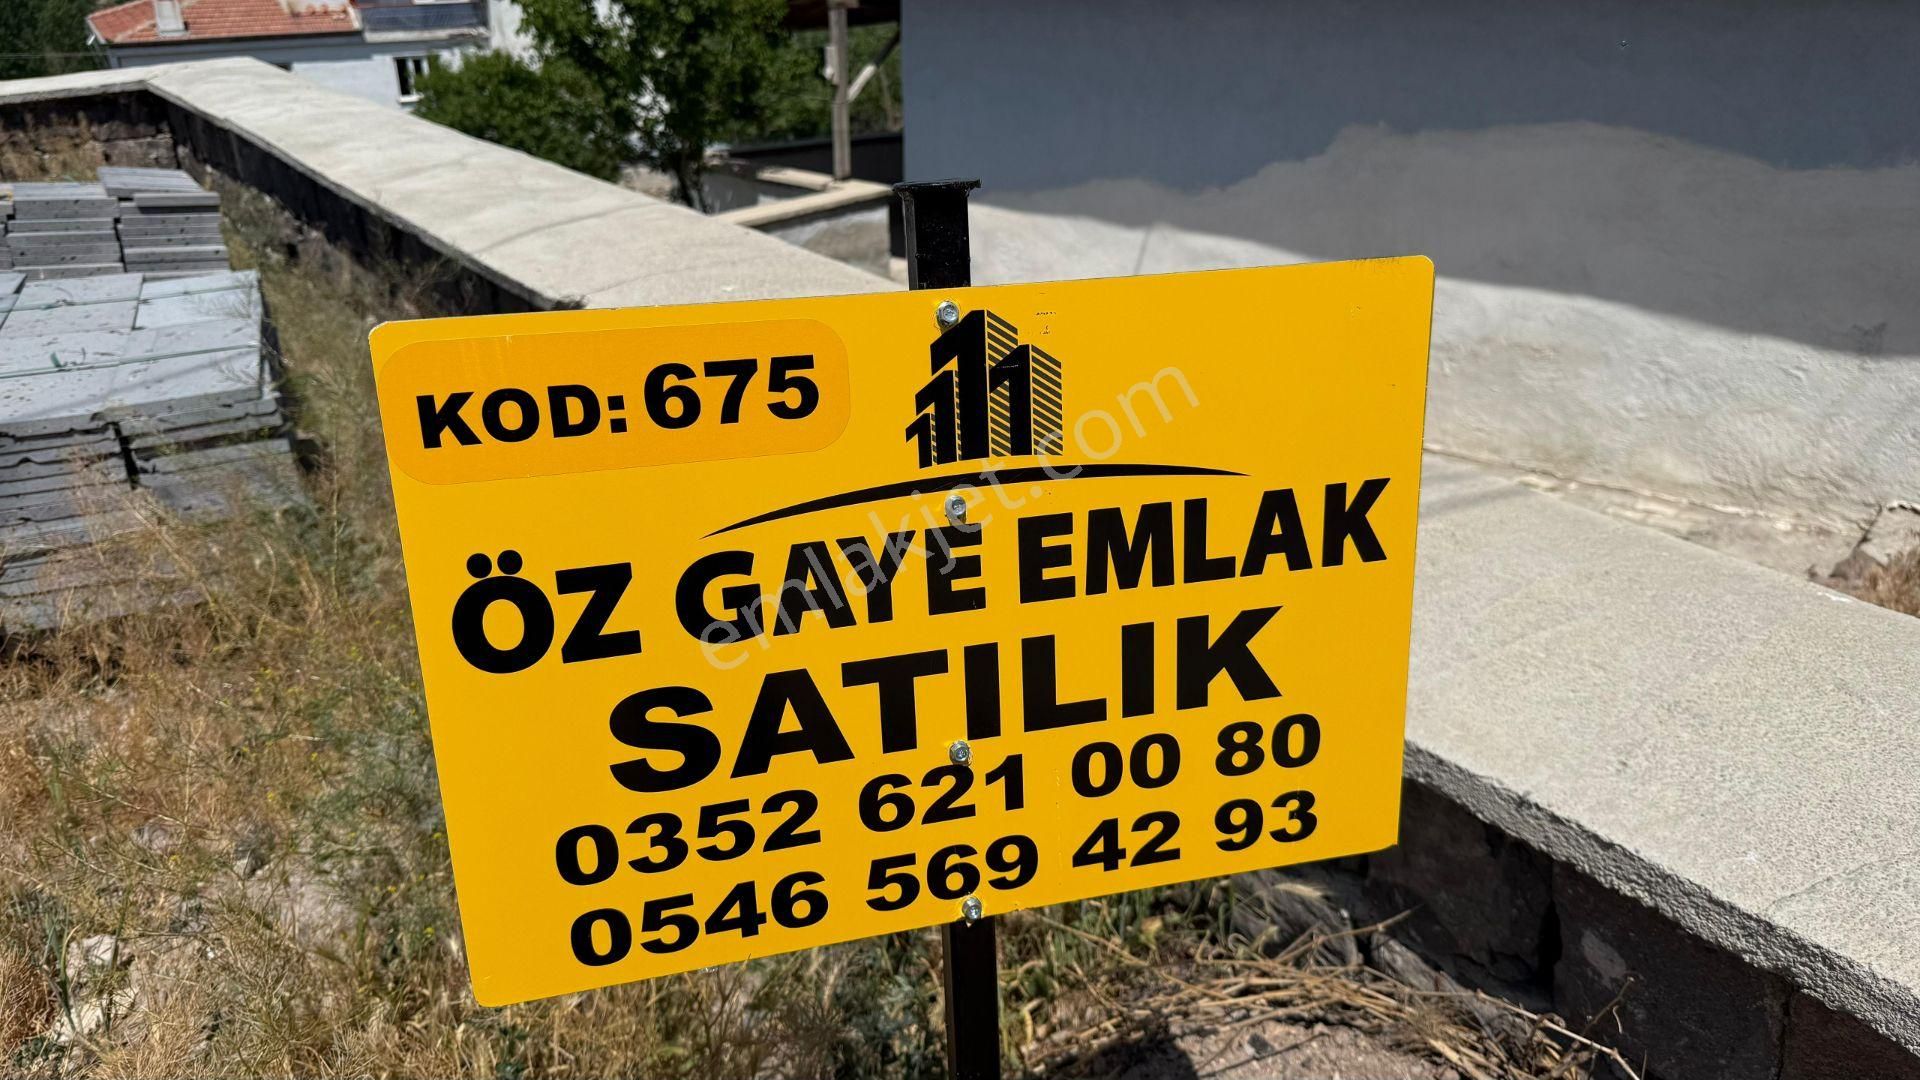 KOD: 675
ÖZ GAYE EMLAK
SATILIK
0352 621 00 80
0546 569 42 93
emlakjet.com